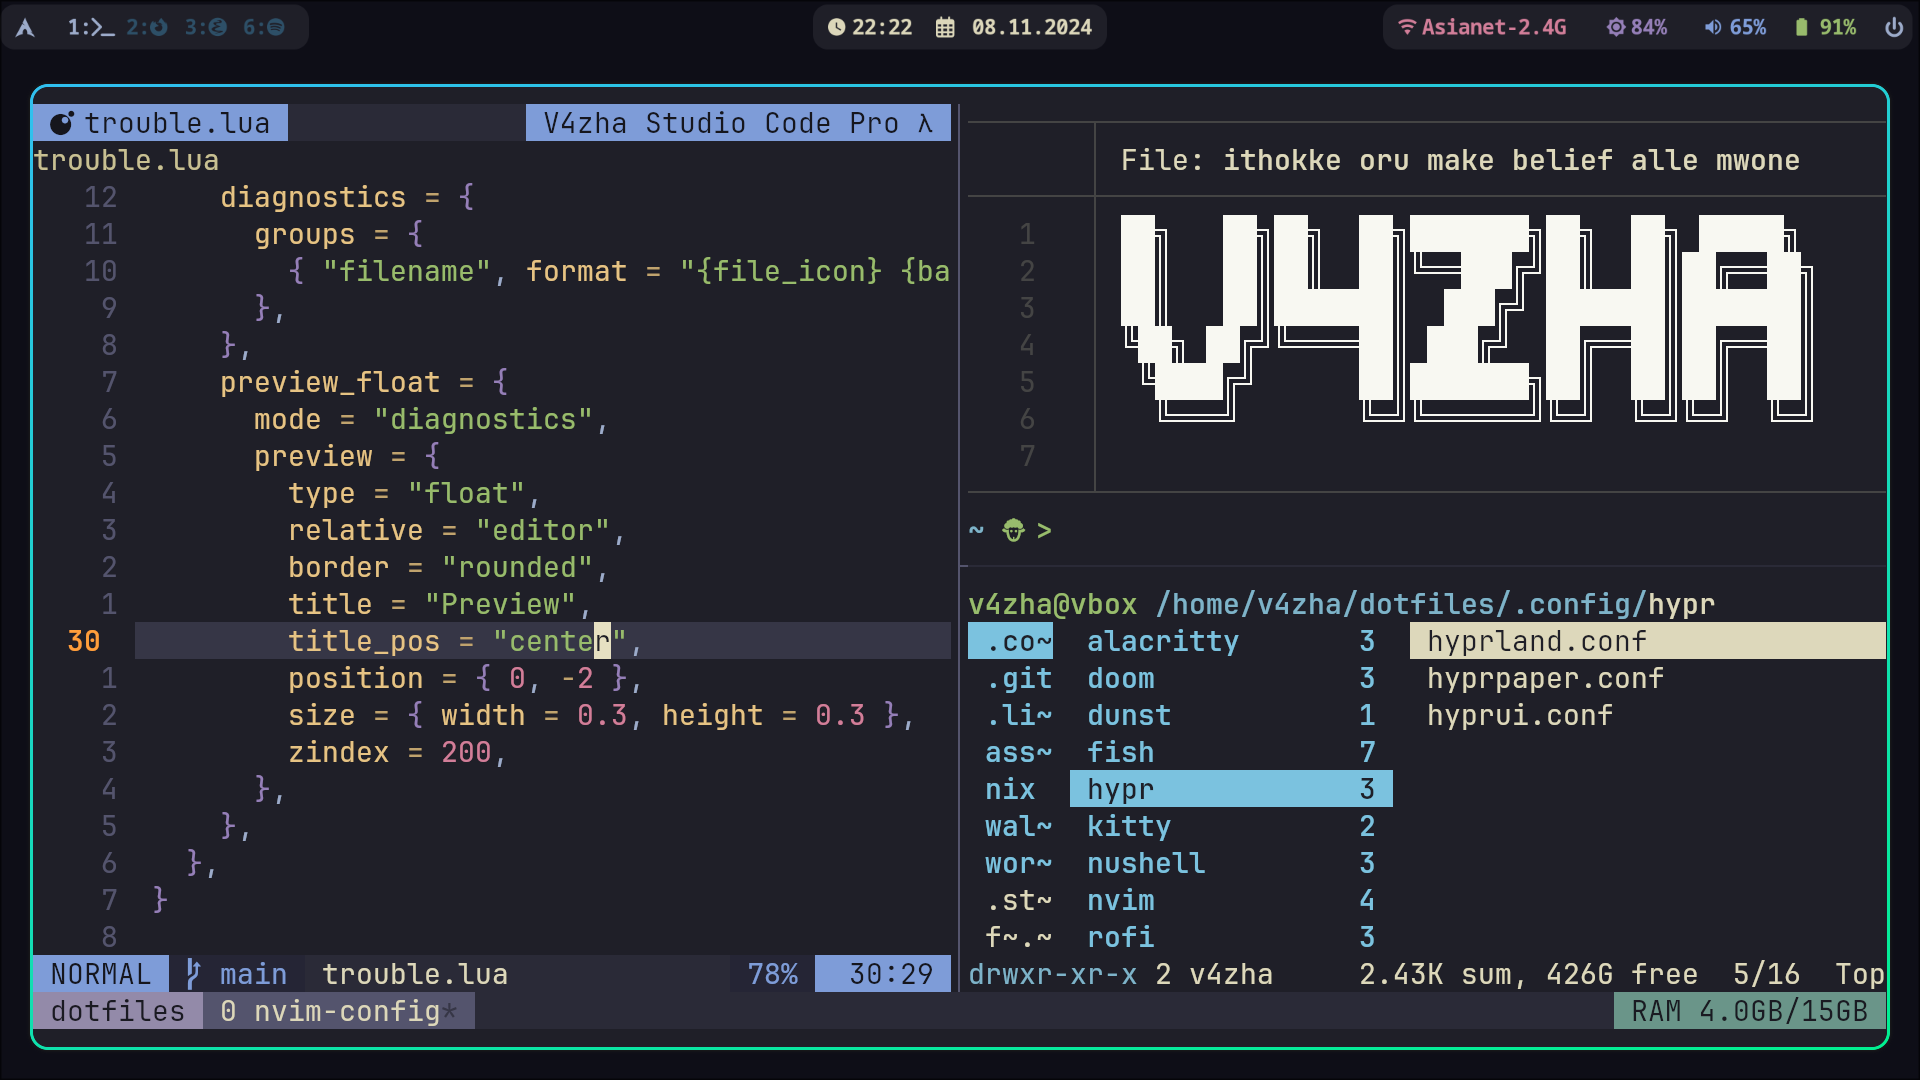 1: 2: 3: 6:
22:22 08.11.2024
Asianet-2.4G 84% 65% 91%
trouble.lua V4zha Studio Code Pro λ
trouble.lua
12 diagnostics = {
11 groups = {
10 { "filename", format = "{file_icon} {ba
9 },
8 },
7 preview_float = {
6 mode = "diagnostics",
5 preview = {
4 type = "float",
3 relative = "editor",
2 border = "rounded",
1 title = "Preview",
30 title_pos = "center",
1 position = { 0, -2 },
2 size = { width = 0.3, height = 0.3 },
3 zindex = 200,
4 },
5 },
6 },
7 }
8
NORMAL main trouble.lua 78% 30:29
File: ithokke oru make belief alle mwone
1
2
3
4
5
6
7
V4ZHA
~ >
v4zha@vbox /home/v4zha/dotfiles/.config/hypr
.co~ alacritty 3 hyprland.conf
.git doom 3 hyprpaper.conf
.li~ dunst 1 hyprui.conf
ass~ fish 7
nix hypr 3
wal~ kitty 2
wor~ nushell 3
.st~ nvim 4
f~.~ rofi 3
drwxr-xr-x 2 v4zha 2.43K sum, 426G free 5/16 Top
dotfiles 0 nvim-config* RAM 4.0GB/15GB